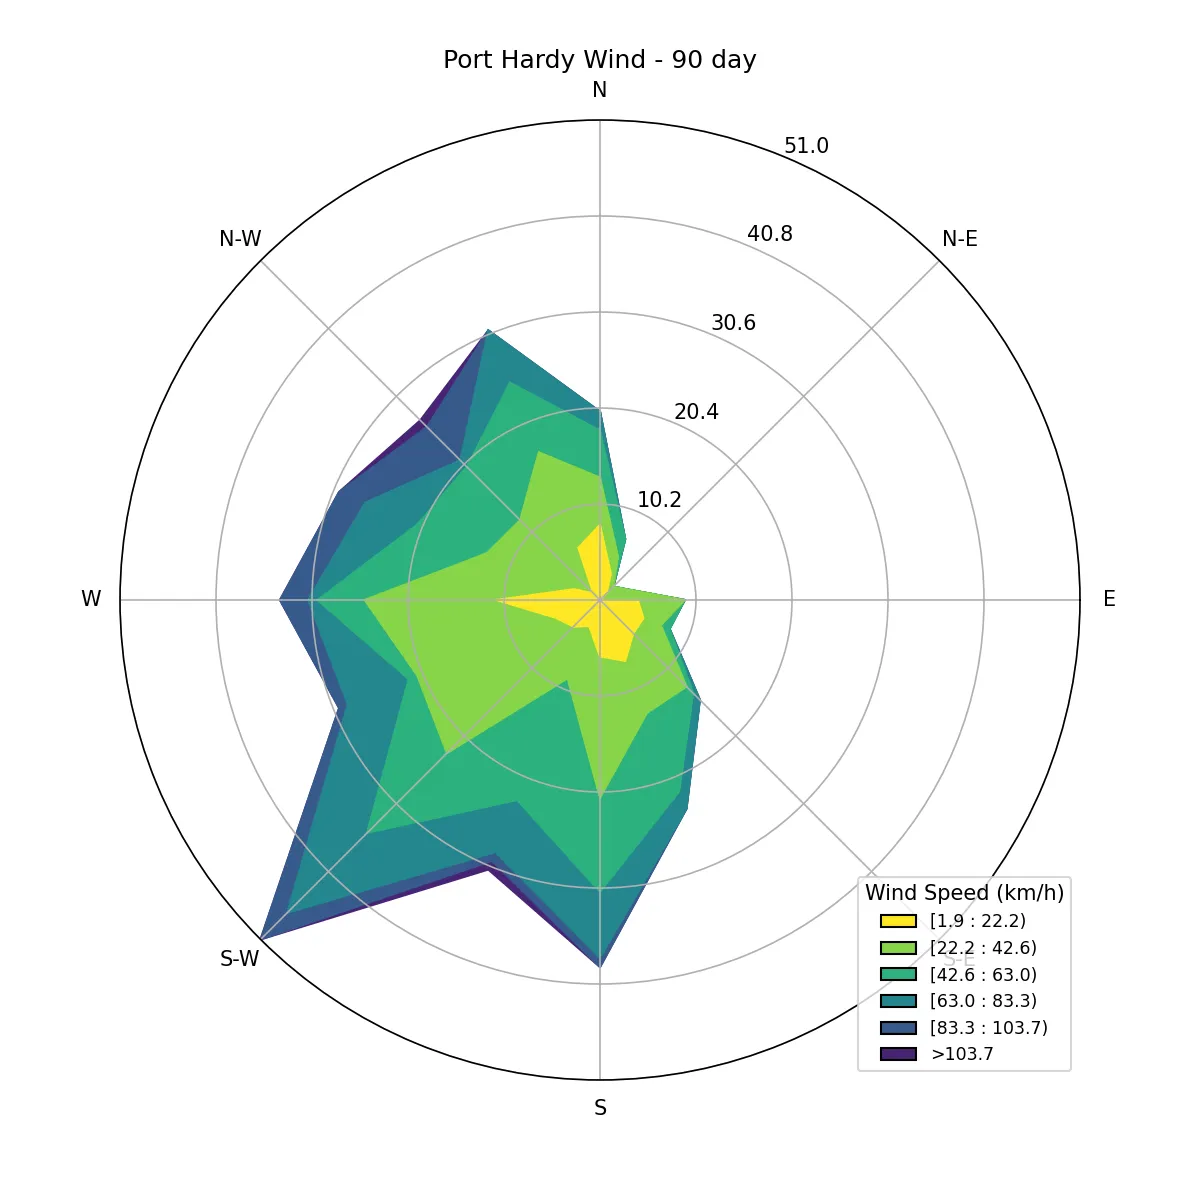 Port Hardy Wind - 90 day
N
51.0
N-W
40.8
N-E
30.6
20.4
10.2
W
E
S-W
S-E
Wind Speed (km/h)
[1.9 : 22.2)
[22.2 : 42.6)
[42.6 : 63.0)
[63.0 : 83.3)
[83.3 : 103.7)
>103.7
S